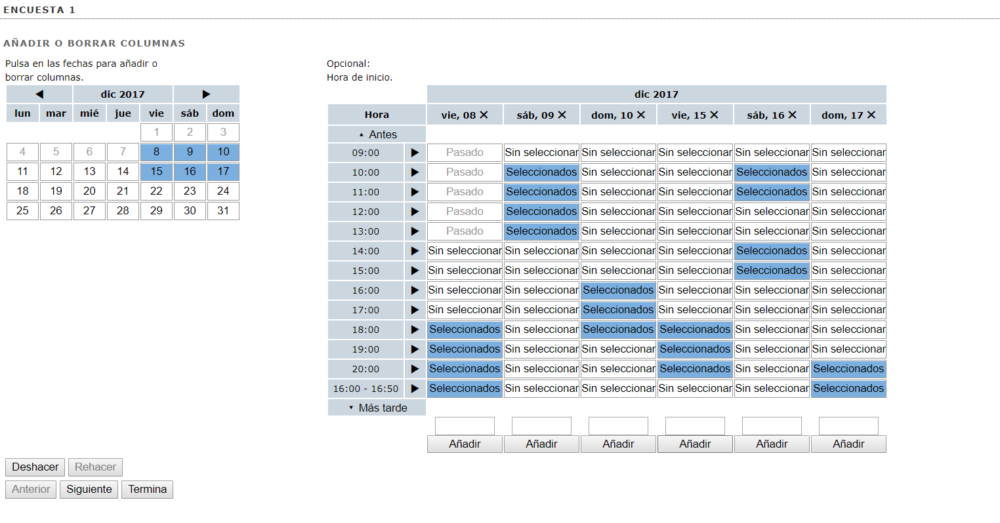 ENCUESTA 1
AÑADIR O BORRAR COLUMNAS
Pulsa en las fechas para añadir o
borrar columnas.
◀ dic 2017 ▶
lun mar mié jue vie sáb dom
1 2 3
4 5 6 7 8 9 10
11 12 13 14 15 16 17
18 19 20 21 22 23 24
25 26 27 28 29 30 31
Opcional:
Hora de inicio.
dic 2017
Hora vie, 08 ✕ sáb, 09 ✕ dom, 10 ✕ vie, 15 ✕ sáb, 16 ✕ dom, 17 ✕
▲ Antes
09:00 ▶ Pasado Sin seleccionar Sin seleccionar Sin seleccionar Sin seleccionar Sin seleccionar
10:00 ▶ Pasado Seleccionados Sin seleccionar Sin seleccionar Seleccionados Sin seleccionar
11:00 ▶ Pasado Seleccionados Sin seleccionar Sin seleccionar Seleccionados Sin seleccionar
12:00 ▶ Pasado Seleccionados Sin seleccionar Sin seleccionar Sin seleccionar Sin seleccionar
13:00 ▶ Pasado Seleccionados Sin seleccionar Sin seleccionar Sin seleccionar Sin seleccionar
14:00 ▶ Sin seleccionar Sin seleccionar Sin seleccionar Sin seleccionar Seleccionados Sin seleccionar
15:00 ▶ Sin seleccionar Sin seleccionar Sin seleccionar Sin seleccionar Seleccionados Sin seleccionar
16:00 ▶ Sin seleccionar Sin seleccionar Seleccionados Sin seleccionar Sin seleccionar Sin seleccionar
17:00 ▶ Sin seleccionar Sin seleccionar Seleccionados Sin seleccionar Sin seleccionar Sin seleccionar
18:00 ▶ Seleccionados Sin seleccionar Seleccionados Seleccionados Sin seleccionar Sin seleccionar
19:00 ▶ Seleccionados Sin seleccionar Sin seleccionar Seleccionados Sin seleccionar Sin seleccionar
20:00 ▶ Seleccionados Sin seleccionar Sin seleccionar Seleccionados Sin seleccionar Seleccionados
16:00 - 16:50 ▶ Seleccionados Sin seleccionar Sin seleccionar Sin seleccionar Sin seleccionar Seleccionados
▼ Más tarde
Añadir Añadir Añadir Añadir Añadir Añadir
Deshacer Rehacer
Anterior Siguiente Termina